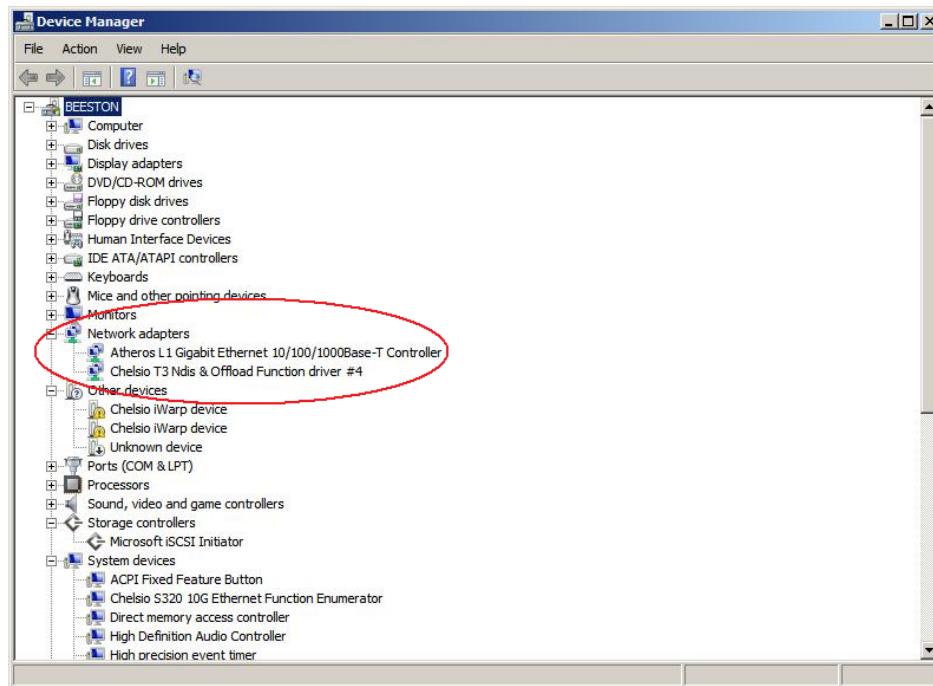 Device Manager
File Action View Help
BEESTON
Computer
Disk drives
Display adapters
DVD/CD-ROM drives
Floppy disk drives
Floppy drive controllers
Human Interface Devices
IDE ATA/ATAPI controllers
Keyboards
Mice and other pointing devices
Monitors
Network adapters
Atheros L1 Gigabit Ethernet 10/100/1000Base-T Controller
Chelsio T3 Ndis & Offload Function driver #4
Other devices
Chelsio iWarp device
Chelsio iWarp device
Unknown device
Ports (COM & LPT)
Processors
Sound, video and game controllers
Storage controllers
Microsoft iSCSI Initiator
System devices
ACPI Fixed Feature Button
Chelsio S320 10G Ethernet Function Enumerator
Direct memory access controller
High Definition Audio Controller
High precision event timer